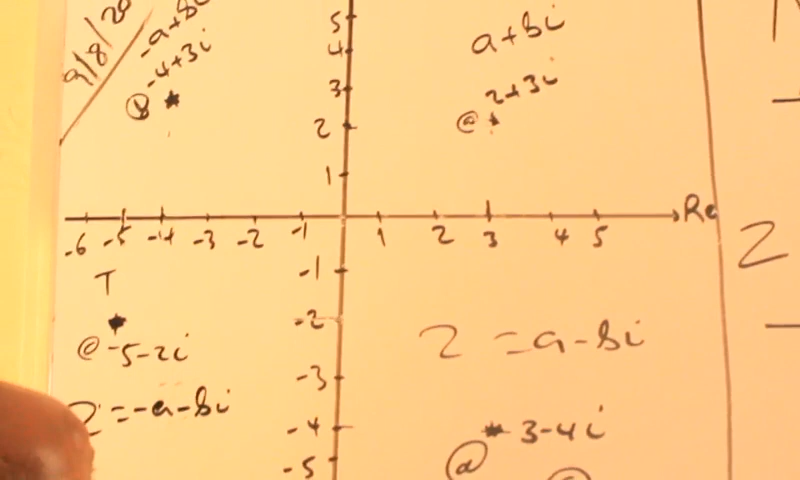 9/8/20
-a+bi
-4+3i
5
4
3
2
1
a+bi
2+3i
@
-6 -5 -4 -3 -2 -1 1 2 3 4 5 Re
-1
-2
-3
-4
-5
T
@ -5-2i
Z = -a-bi
Z = a-bi
3-4i
Z